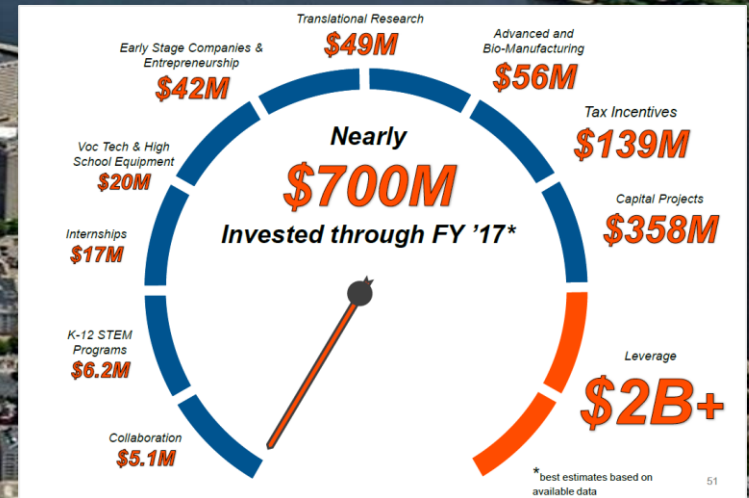 Translational Research
$49M
Early Stage Companies &
Entrepreneurship
$42M
Advanced and
Bio-Manufacturing
$56M
Tax Incentives
$139M
Voc Tech & High
School Equipment
$20M
Nearly
$700M
Invested through FY ’17*
Capital Projects
$358M
Internships
$17M
K-12 STEM
Programs
$6.2M
Leverage
$2B+
Collaboration
$5.1M
*best estimates based on
available data
51